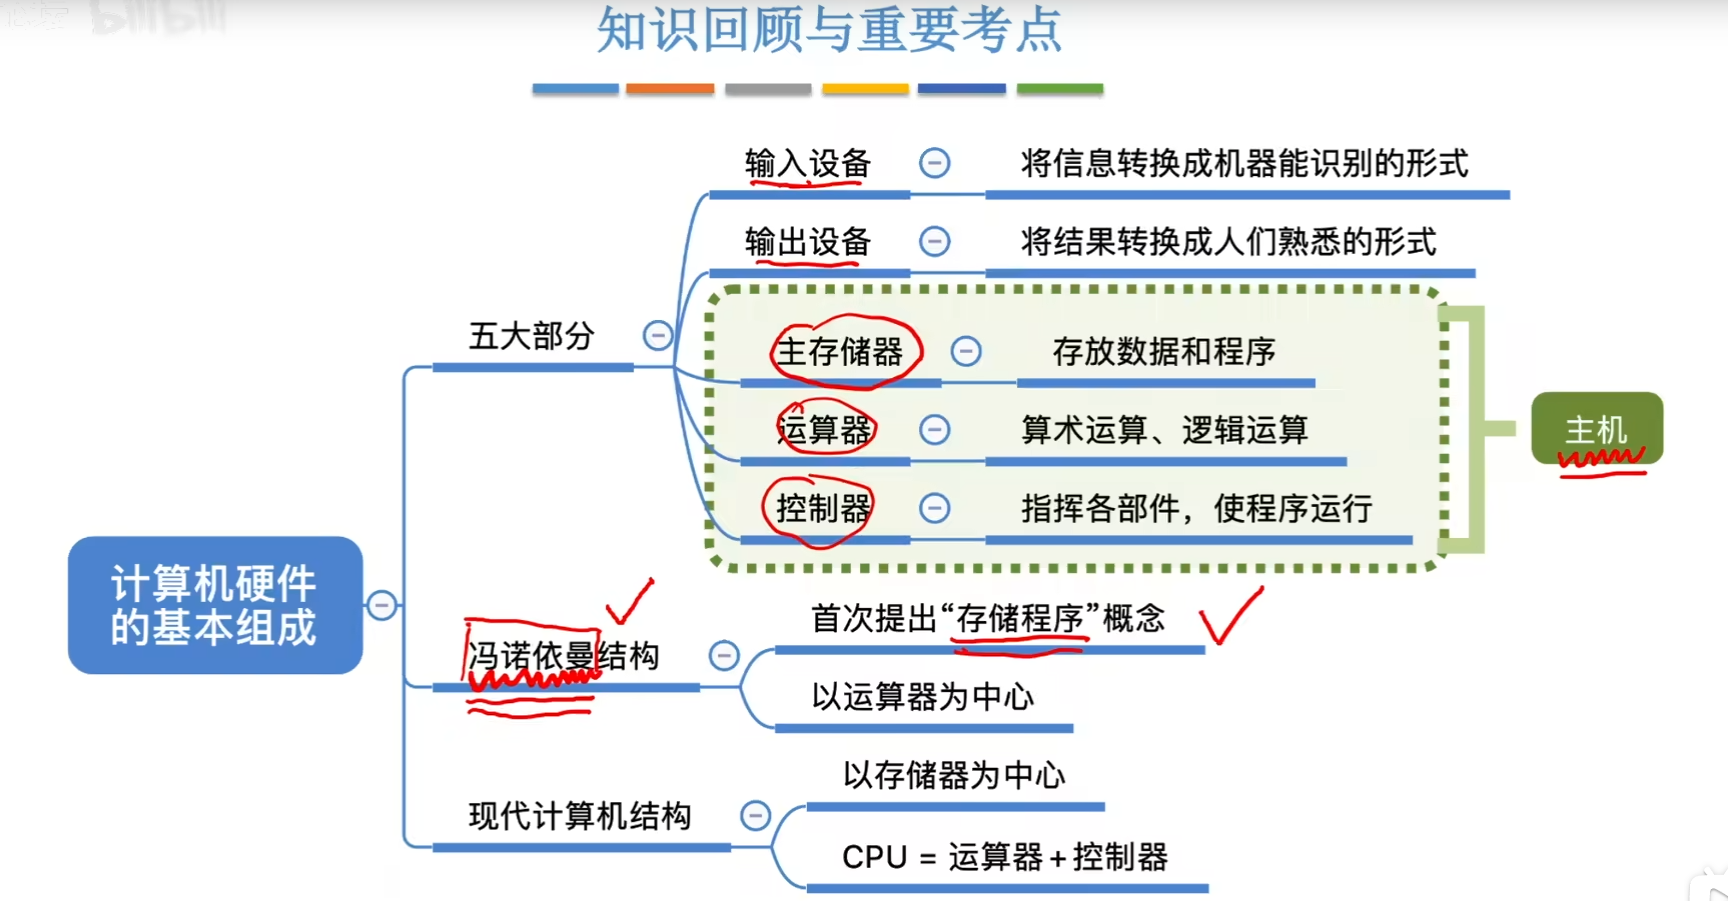 知识回顾与重要考点
输入设备
将信息转换成机器能识别的形式
输出设备
将结果转换成人们熟悉的形式
五大部分
主存储器
存放数据和程序
运算器
算术运算、逻辑运算
主机
控制器
指挥各部件，使程序运行
计算机硬件
的基本组成
冯诺依曼结构
首次提出“存储程序”概念
以运算器为中心
现代计算机结构
以存储器为中心
CPU = 运算器+控制器